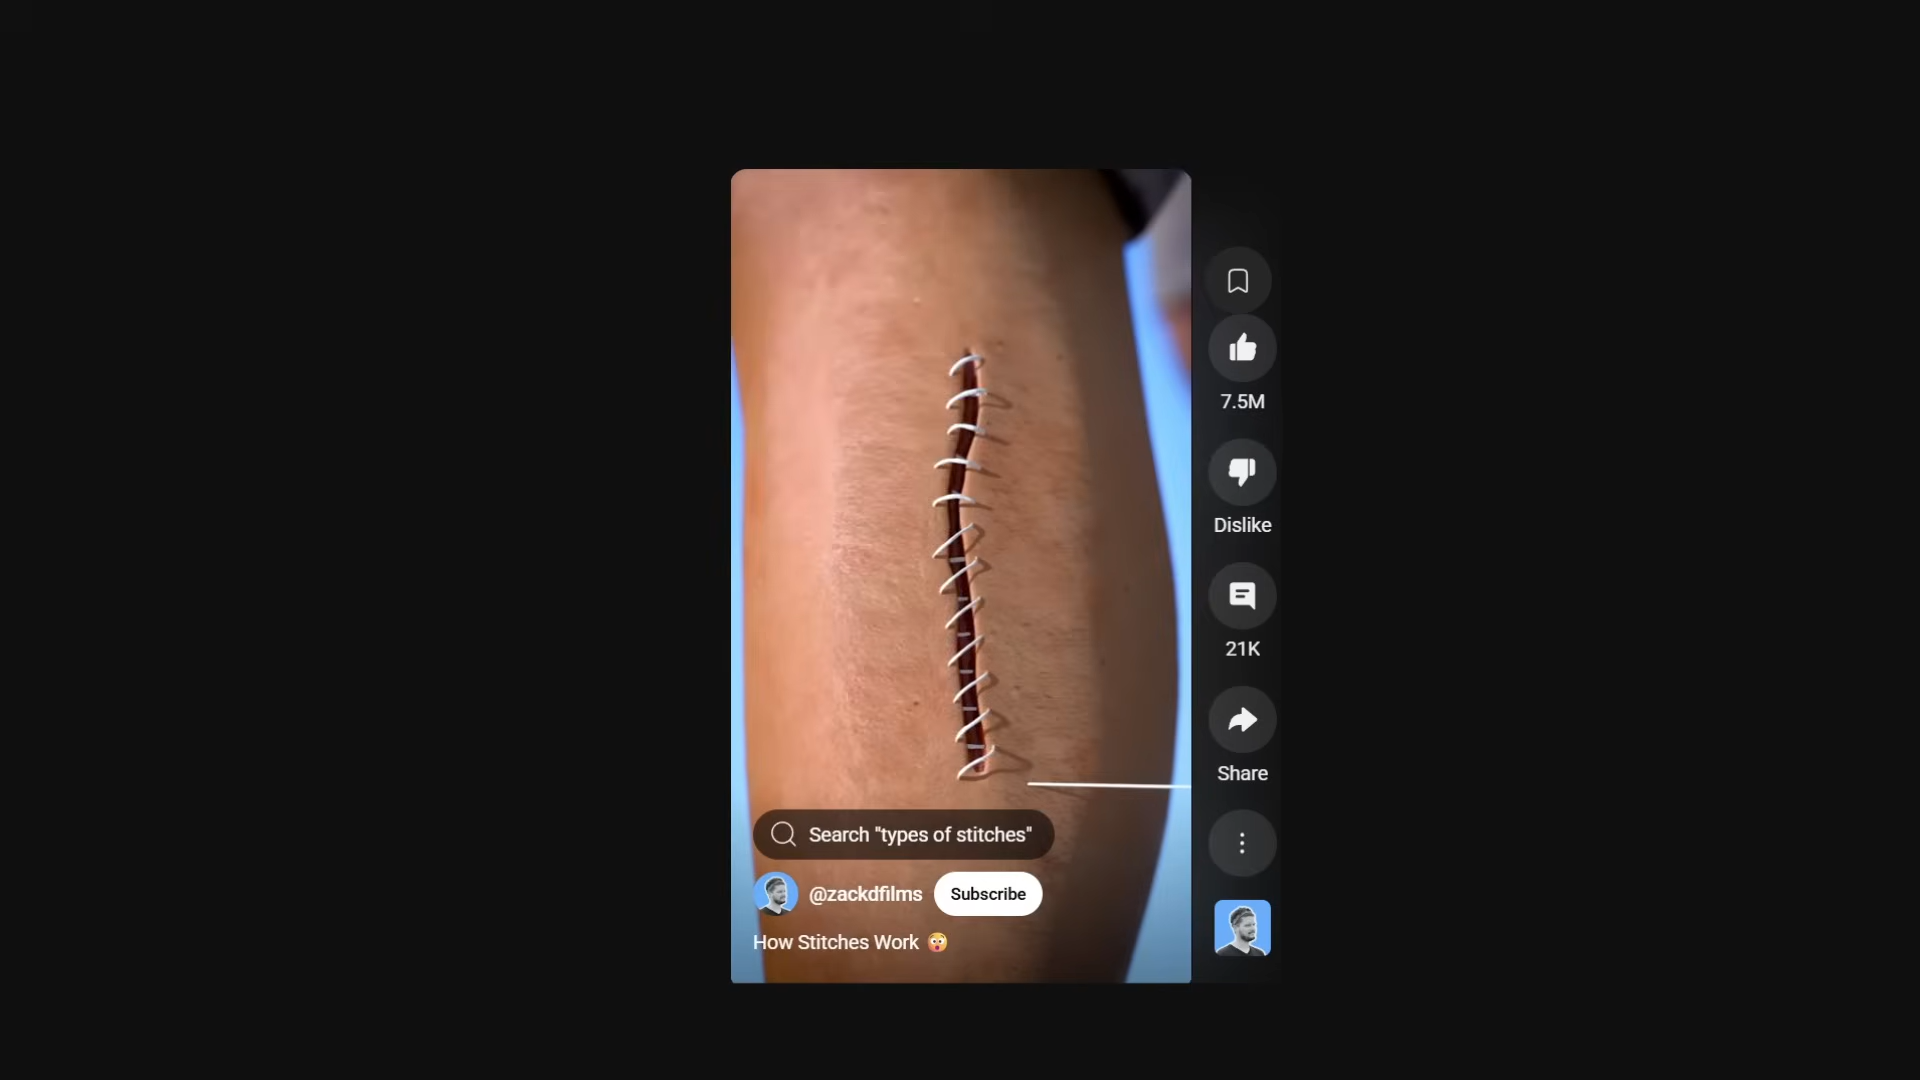 7.5M
Dislike
21K
Share
Search "types of stitches"
@zackdfilms Subscribe
How Stitches Work 😲